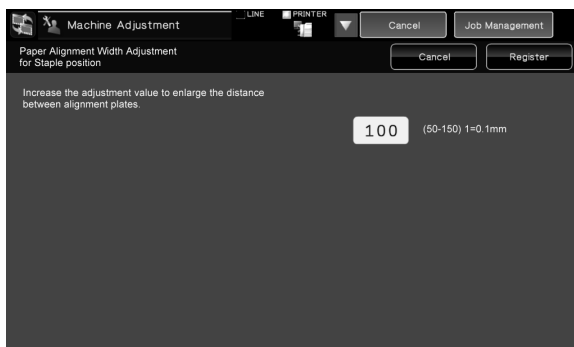 LINE
PRINTER
Machine Adjustment
Cancel
Job Management
Paper Alignment Width Adjustment
for Staple position
Cancel
Register
Increase the adjustment value to enlarge the distance
between alignment plates.
100
(50-150) 1=0.1mm